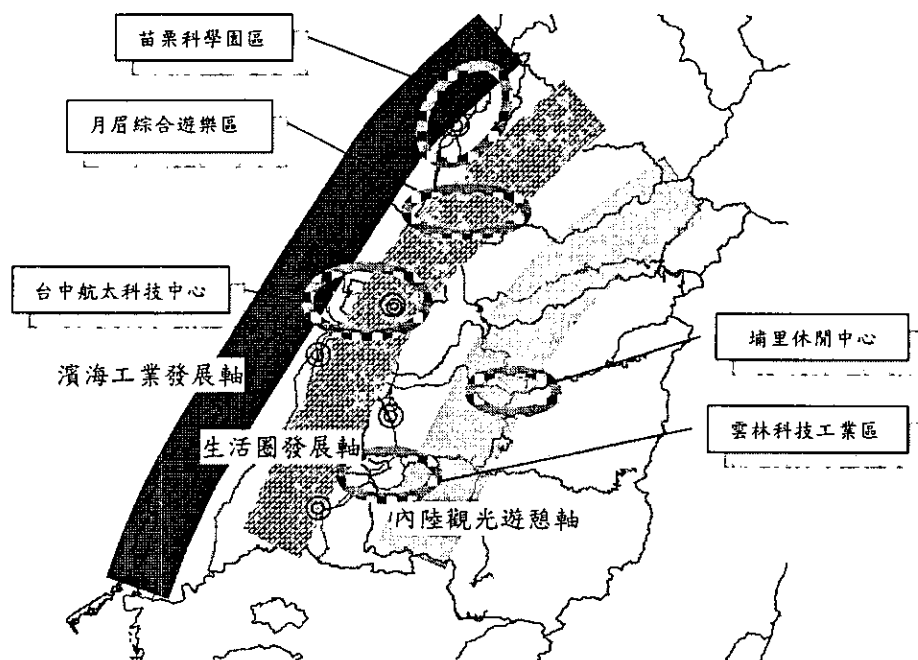 苗栗科學園區
月眉綜合遊樂區
台中航太科技中心
埔里休閒中心
濱海工業發展軸
雲林科技工業區
生活圈發展軸
內陸觀光遊憩軸